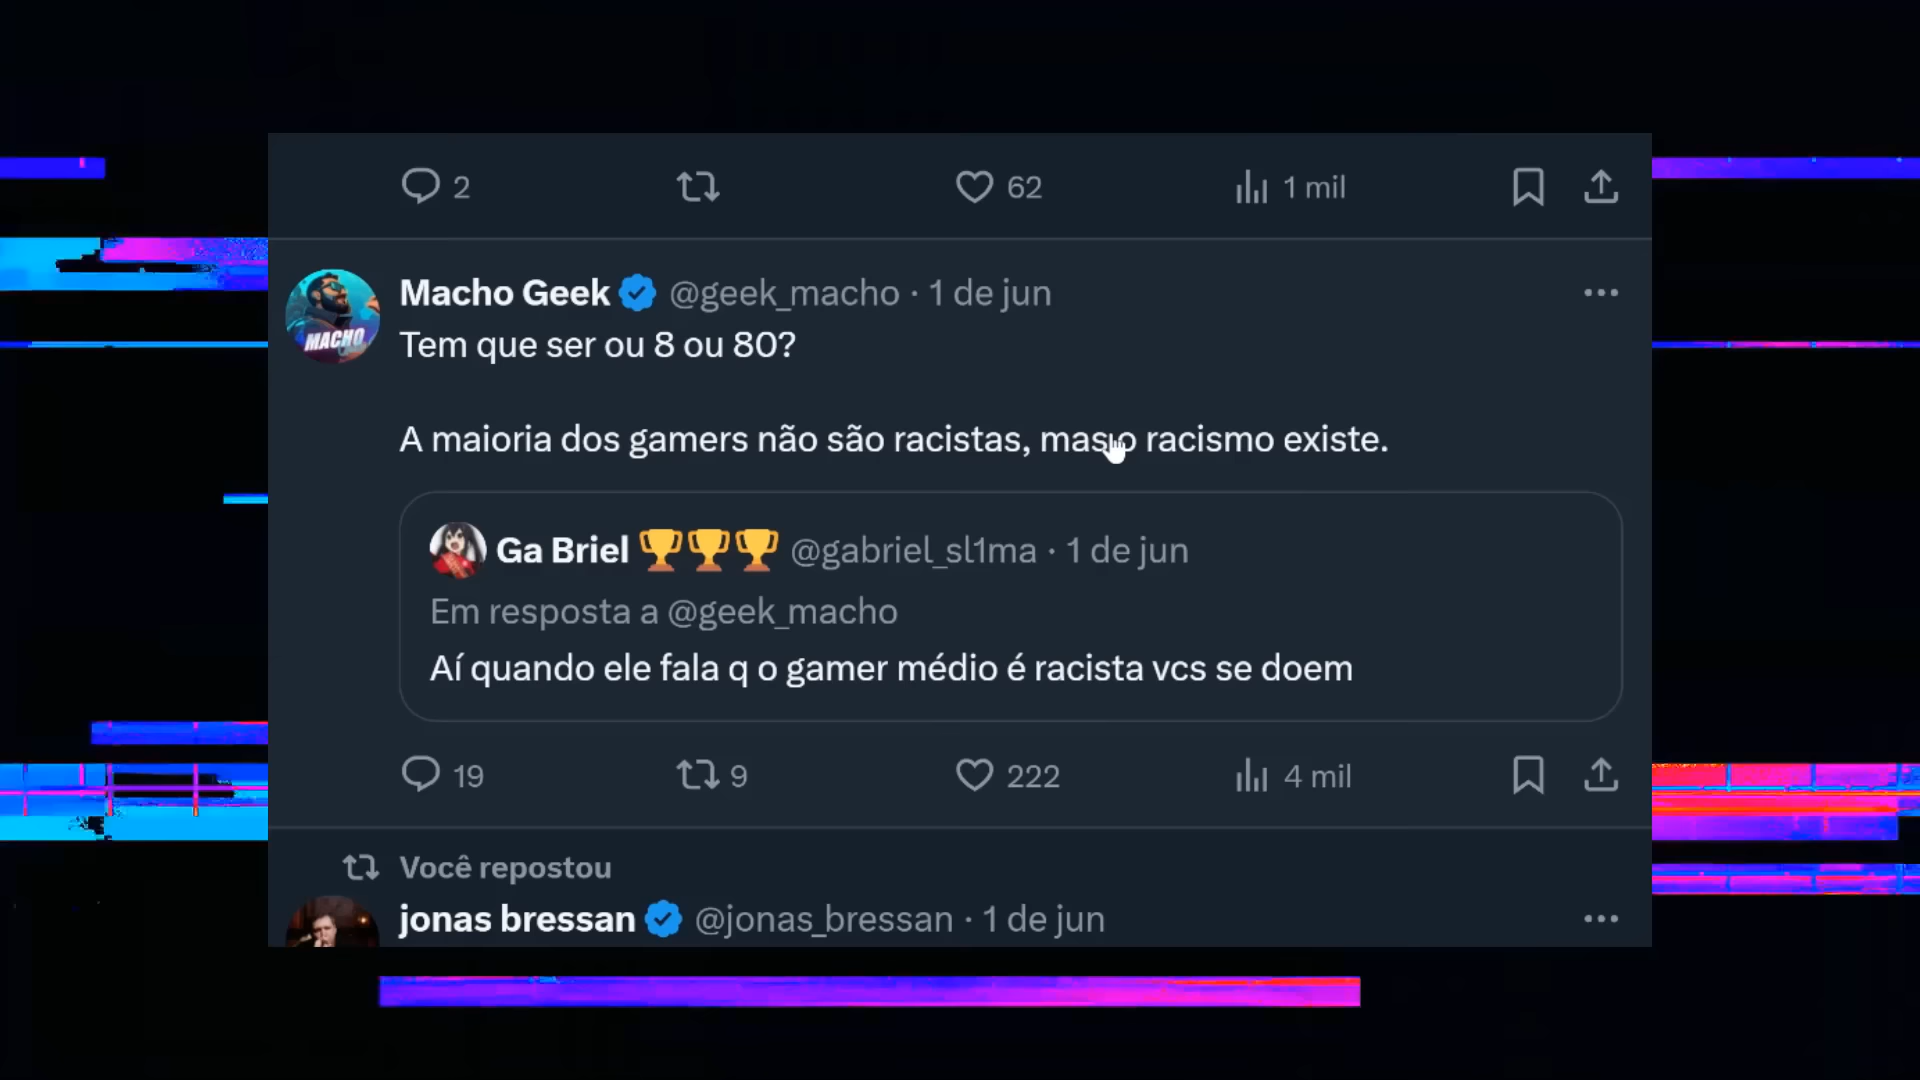 2 62 1 mil
Macho Geek @geek_macho · 1 de jun
Tem que ser ou 8 ou 80?
MACHO
A maioria dos gamers não são racistas, mas o racismo existe.
Ga Briel 🏆🏆🏆 @gabriel_sl1ma · 1 de jun
Em resposta a @geek_macho
Aí quando ele fala q o gamer médio é racista vcs se doem
19 9 222 4 mil
Você repostou
jonas bressan @jonas_bressan · 1 de jun